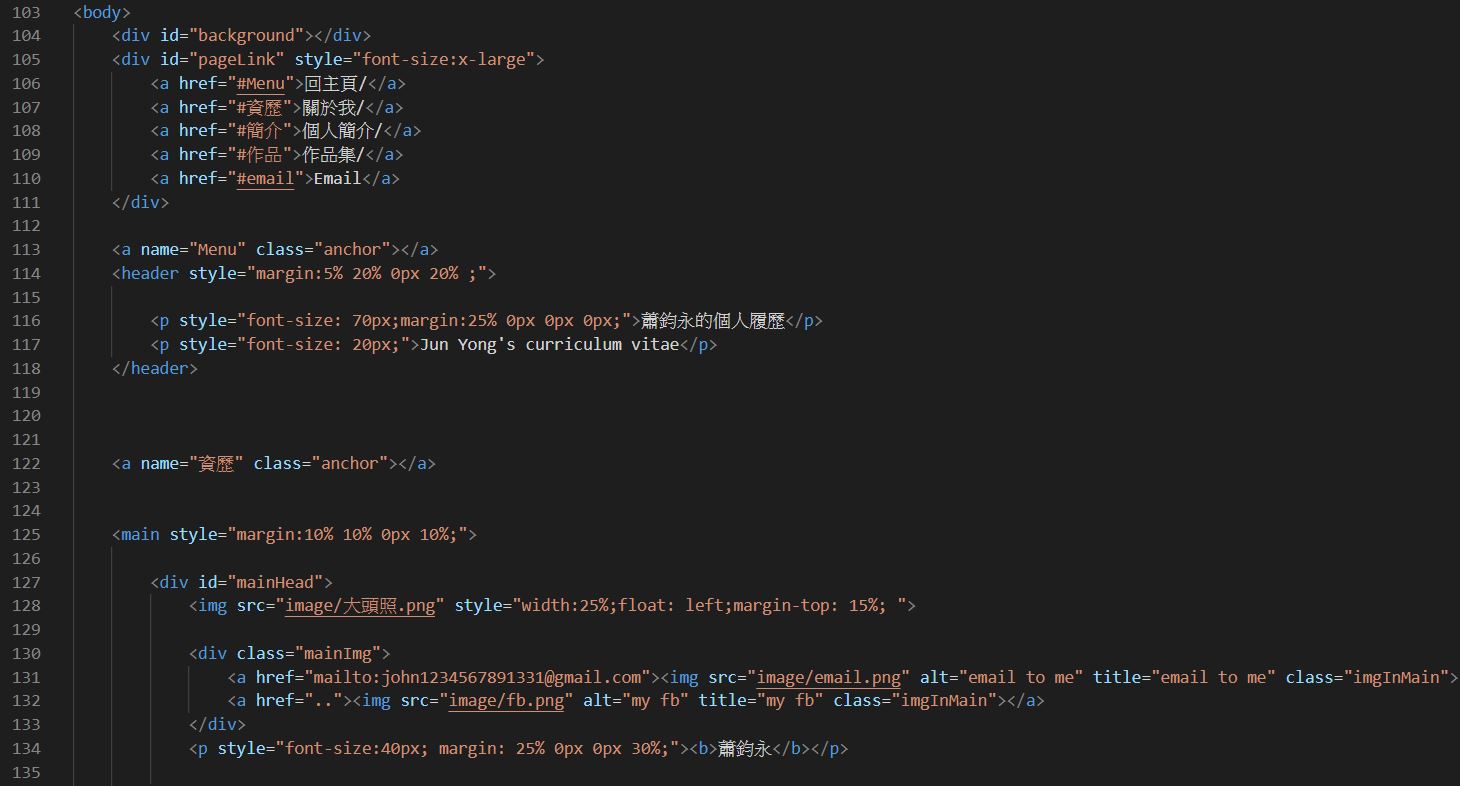 103 <body>
104 <div id="background"></div>
105 <div id="pageLink" style="font-size:x-large">
106 <a href="#Menu">回主頁/</a>
107 <a href="#資歷">關於我/</a>
108 <a href="#簡介">個人簡介/</a>
109 <a href="#作品">作品集/</a>
110 <a href="#email">Email</a>
111 </div>
112
113 <a name="Menu" class="anchor"></a>
114 <header style="margin:5% 20% 0px 20% ;">
115
116 <p style="font-size: 70px;margin:25% 0px 0px 0px;">蕭鈞永的個人履歷</p>
117 <p style="font-size: 20px;">Jun Yong's curriculum vitae</p>
118 </header>
119
120
121
122 <a name="資歷" class="anchor"></a>
123
124
125 <main style="margin:10% 10% 0px 10%;">
126
127 <div id="mainHead">
128 <img src="image/大頭照.png" style="width:25%;float: left;margin-top: 15%; ">
129
130 <div class="mainImg">
131 <a href="mailto:john1234567891331@gmail.com"><img src="image/email.png" alt="email to me" title="email to me" class="imgInMain">
132 <a href=".."><img src="image/fb.png" alt="my fb" title="my fb" class="imgInMain"></a>
133 </div>
134 <p style="font-size:40px; margin: 25% 0px 0px 30%;"><b>蕭鈞永</b></p>
135